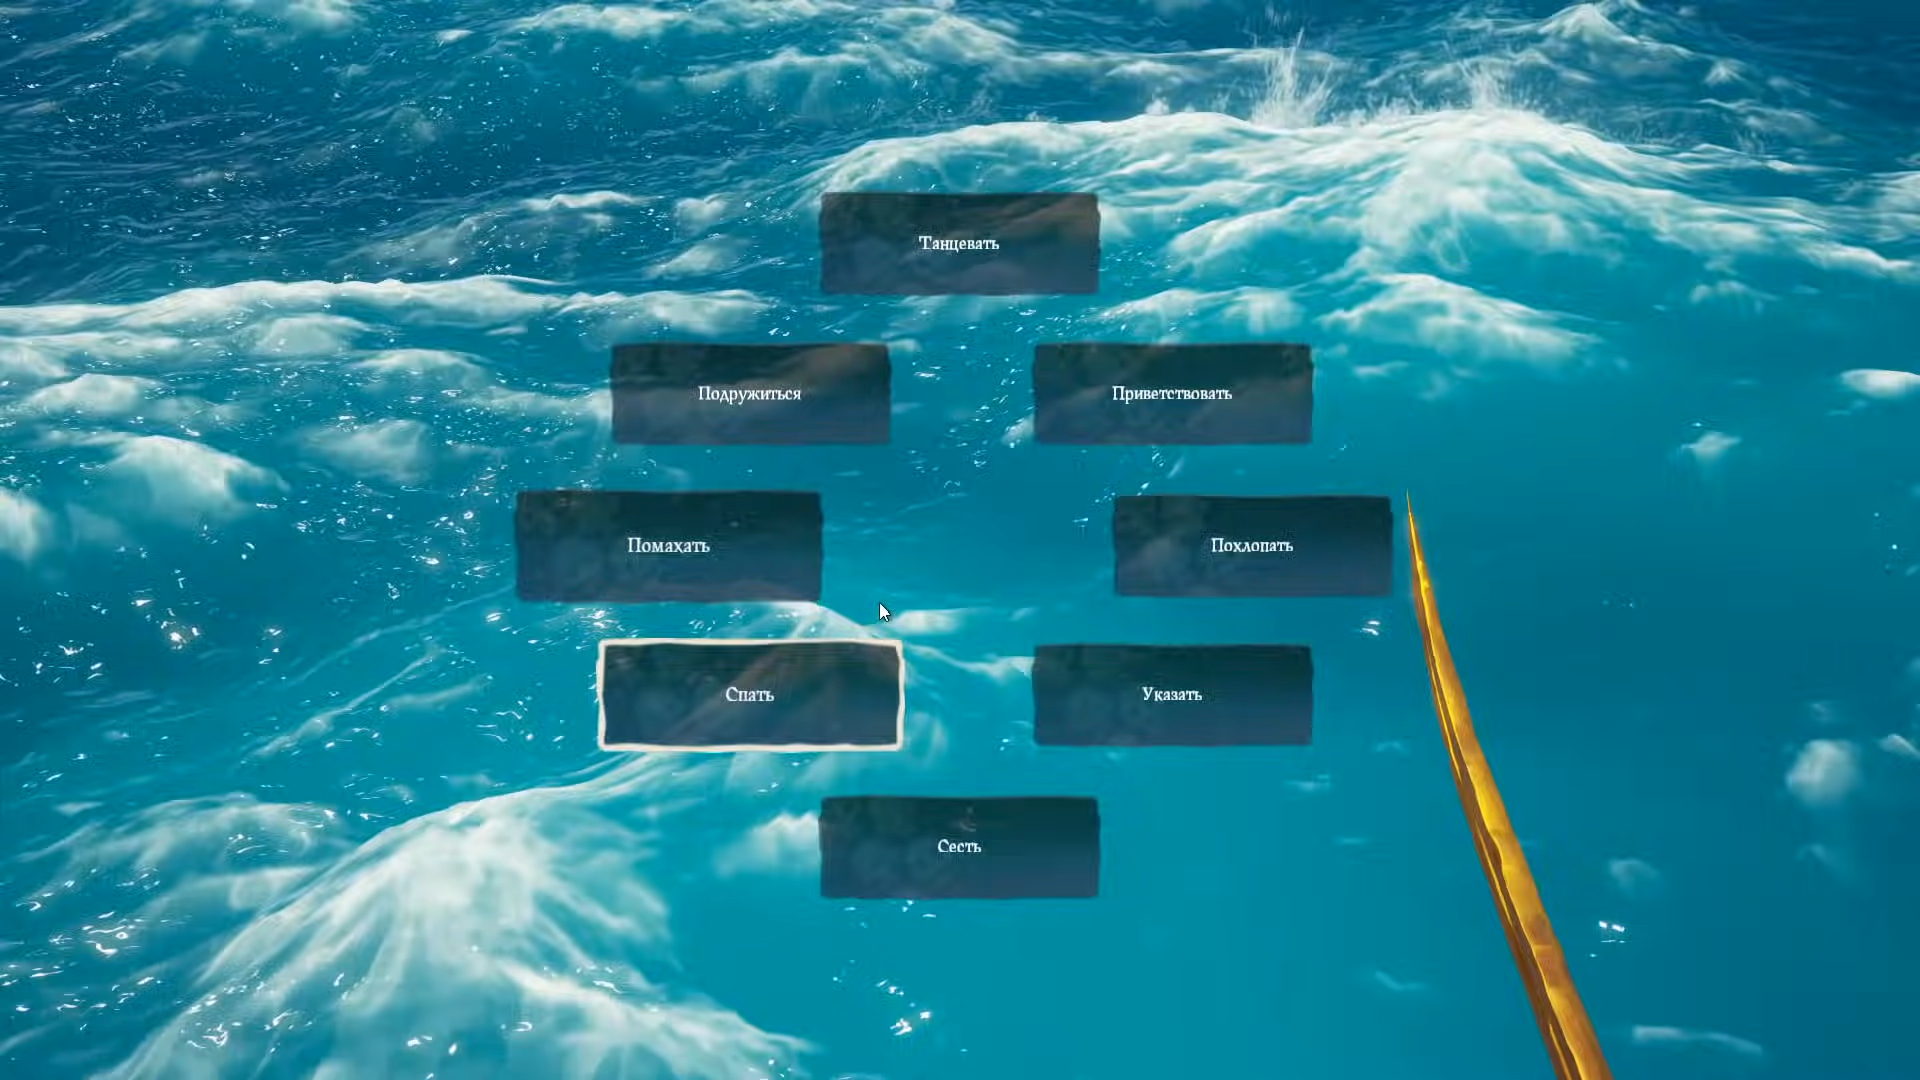 Танцевать
Подружиться
Приветствовать
Помахать
Похлопать
Спать
Указать
Сесть